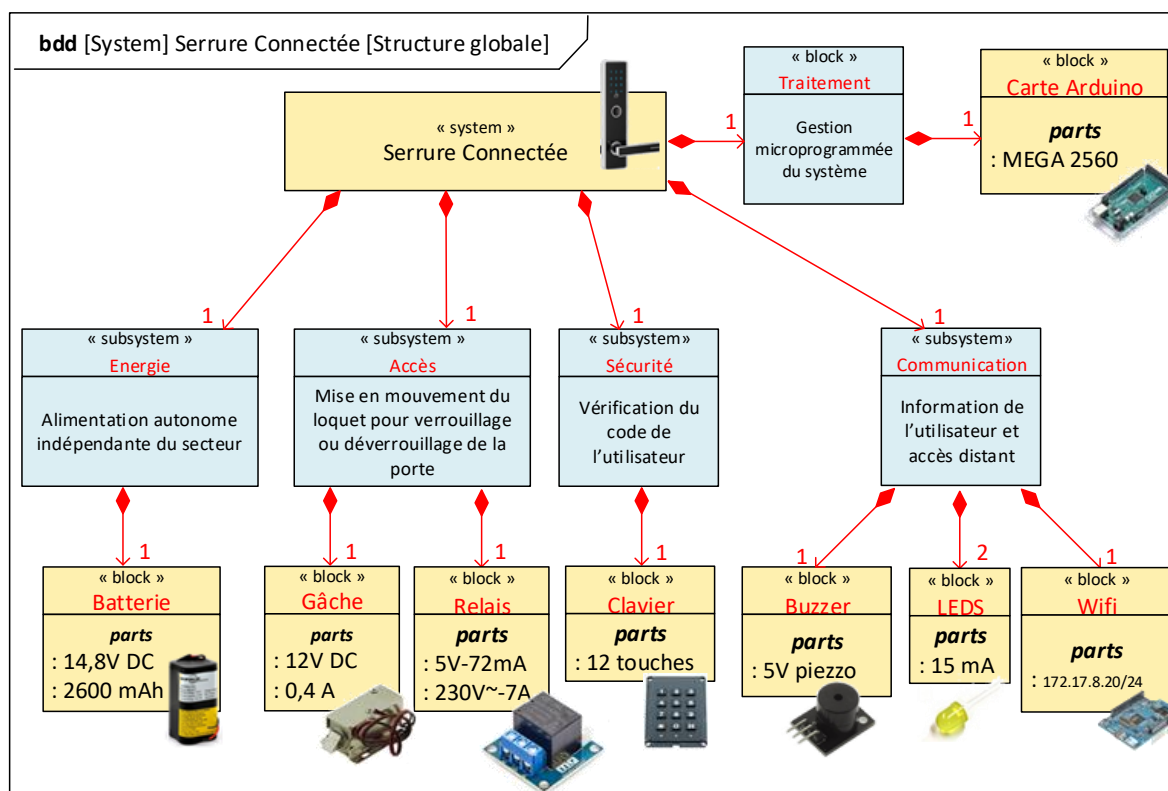 bdd [System] Serrure Connectée [Structure globale]
« system »
Serrure Connectée
1
« block »
Traitement
Gestion
microprogrammée
du système
1
« block »
Carte Arduino
parts
: MEGA 2560
1
« subsystem »
Energie
Alimentation autonome
indépendante du secteur
1
« subsystem »
Accès
Mise en mouvement du
loquet pour verrouillage
ou déverrouillage de la
porte
1
« subsystem »
Sécurité
Vérification du
code de
l’utilisateur
1
« subsystem»
Communication
Information de
l’utilisateur et
accès distant
1
« block »
Batterie
parts
: 14,8V DC
: 2600 mAh
1
« block »
Gâche
parts
: 12V DC
: 0,4 A
1
« block »
Relais
parts
: 5V-72mA
: 230V~-7A
1
« block »
Clavier
parts
: 12 touches
1
« block »
Buzzer
parts
: 5V piezzo
2
« block »
LEDS
parts
: 15 mA
1
« block »
Wifi
parts
: 172.17.8.20/24